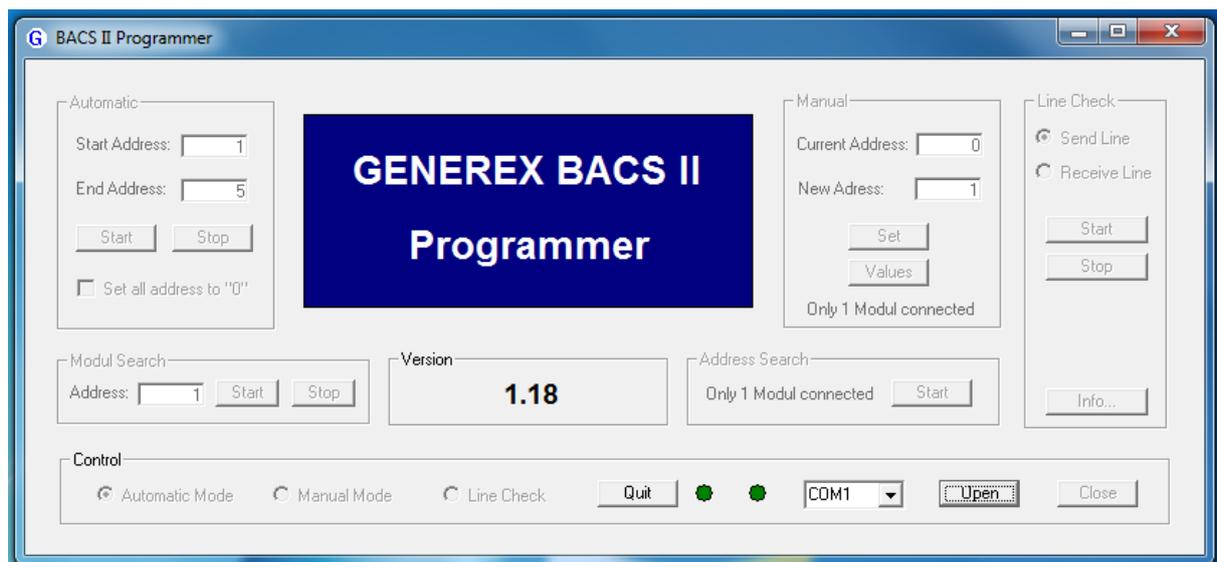 G BACS II Programmer
Automatic
Start Address: 1
End Address: 5
Start Stop
Set all address to "0"
GENEREX BACS II
Programmer
Manual
Current Address: 0
New Adress: 1
Set
Values
Only 1 Modul connected
Line Check
Send Line
Receive Line
Start
Stop
Info...
Modul Search
Address: 1 Start Stop
Version
1.18
Address Search
Only 1 Modul connected Start
Control
Automatic Mode Manual Mode Line Check Quit COM1 Open Close